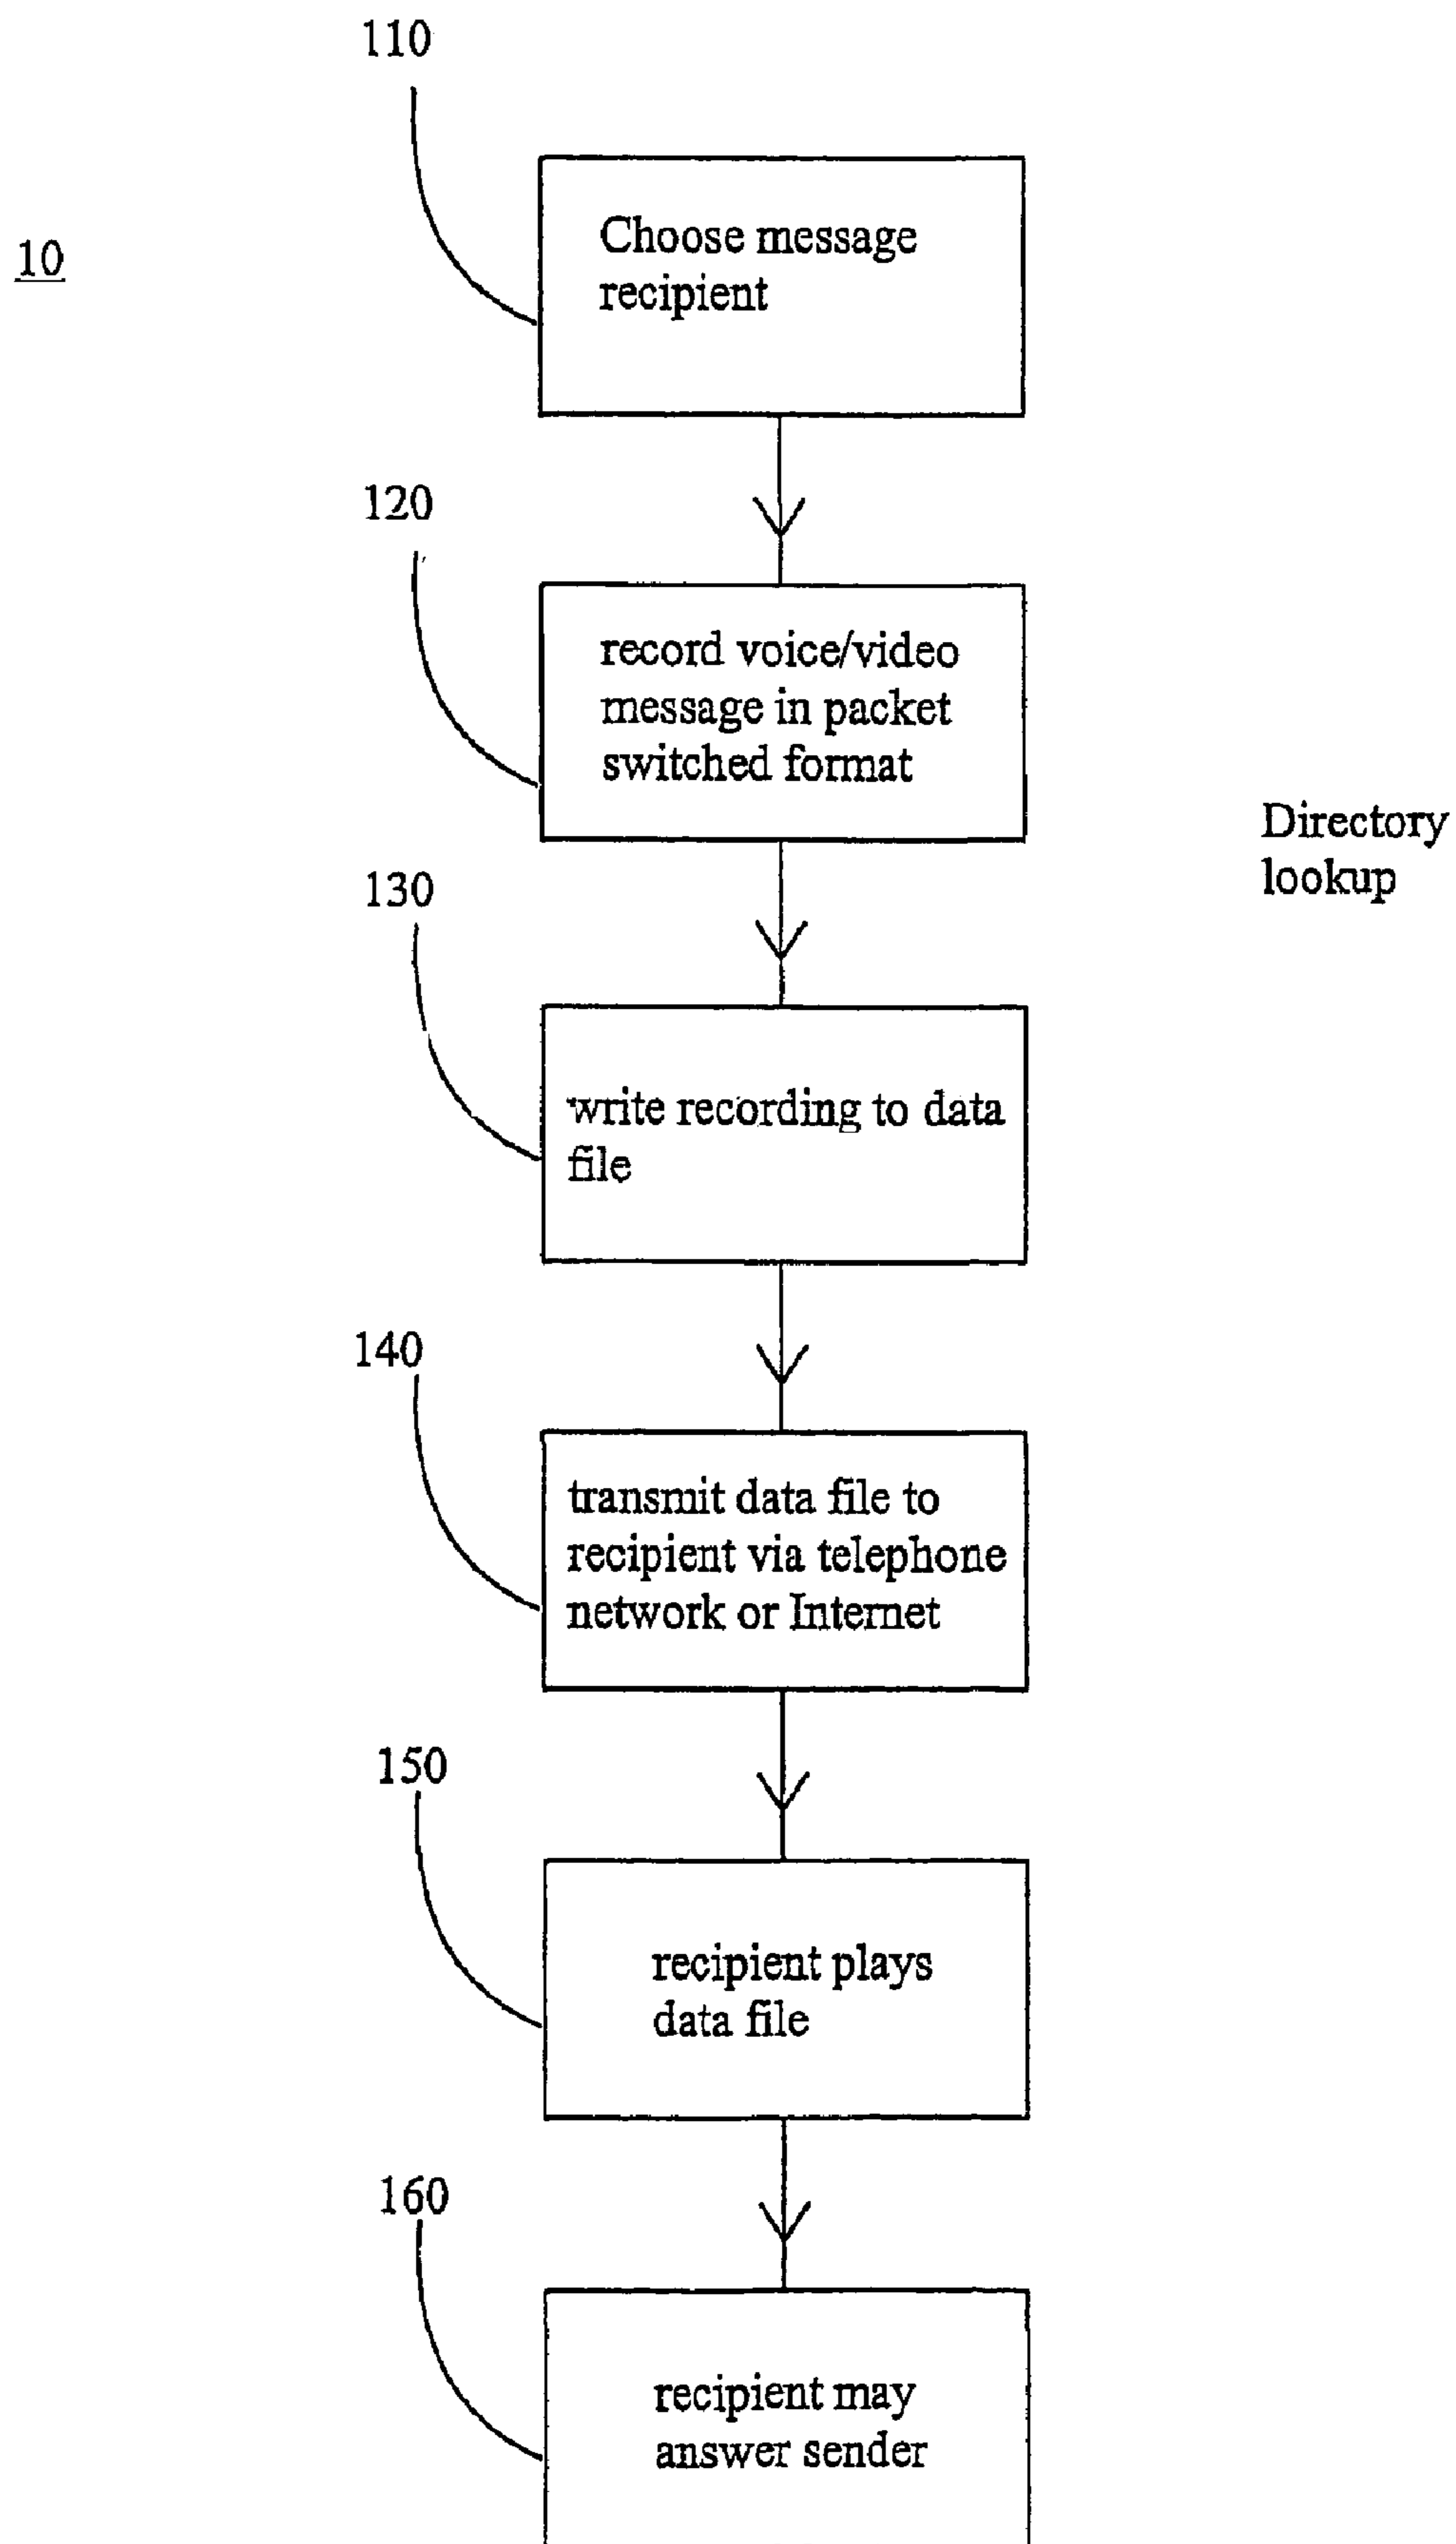 110
10
Choose message
recipient
120
record voice/video
message in packet
switched format
Directory
lookup
130
write recording to data
file
140
transmit data file to
recipient via telephone
network or Internet
150
recipient plays
data file
160
recipient may
answer sender